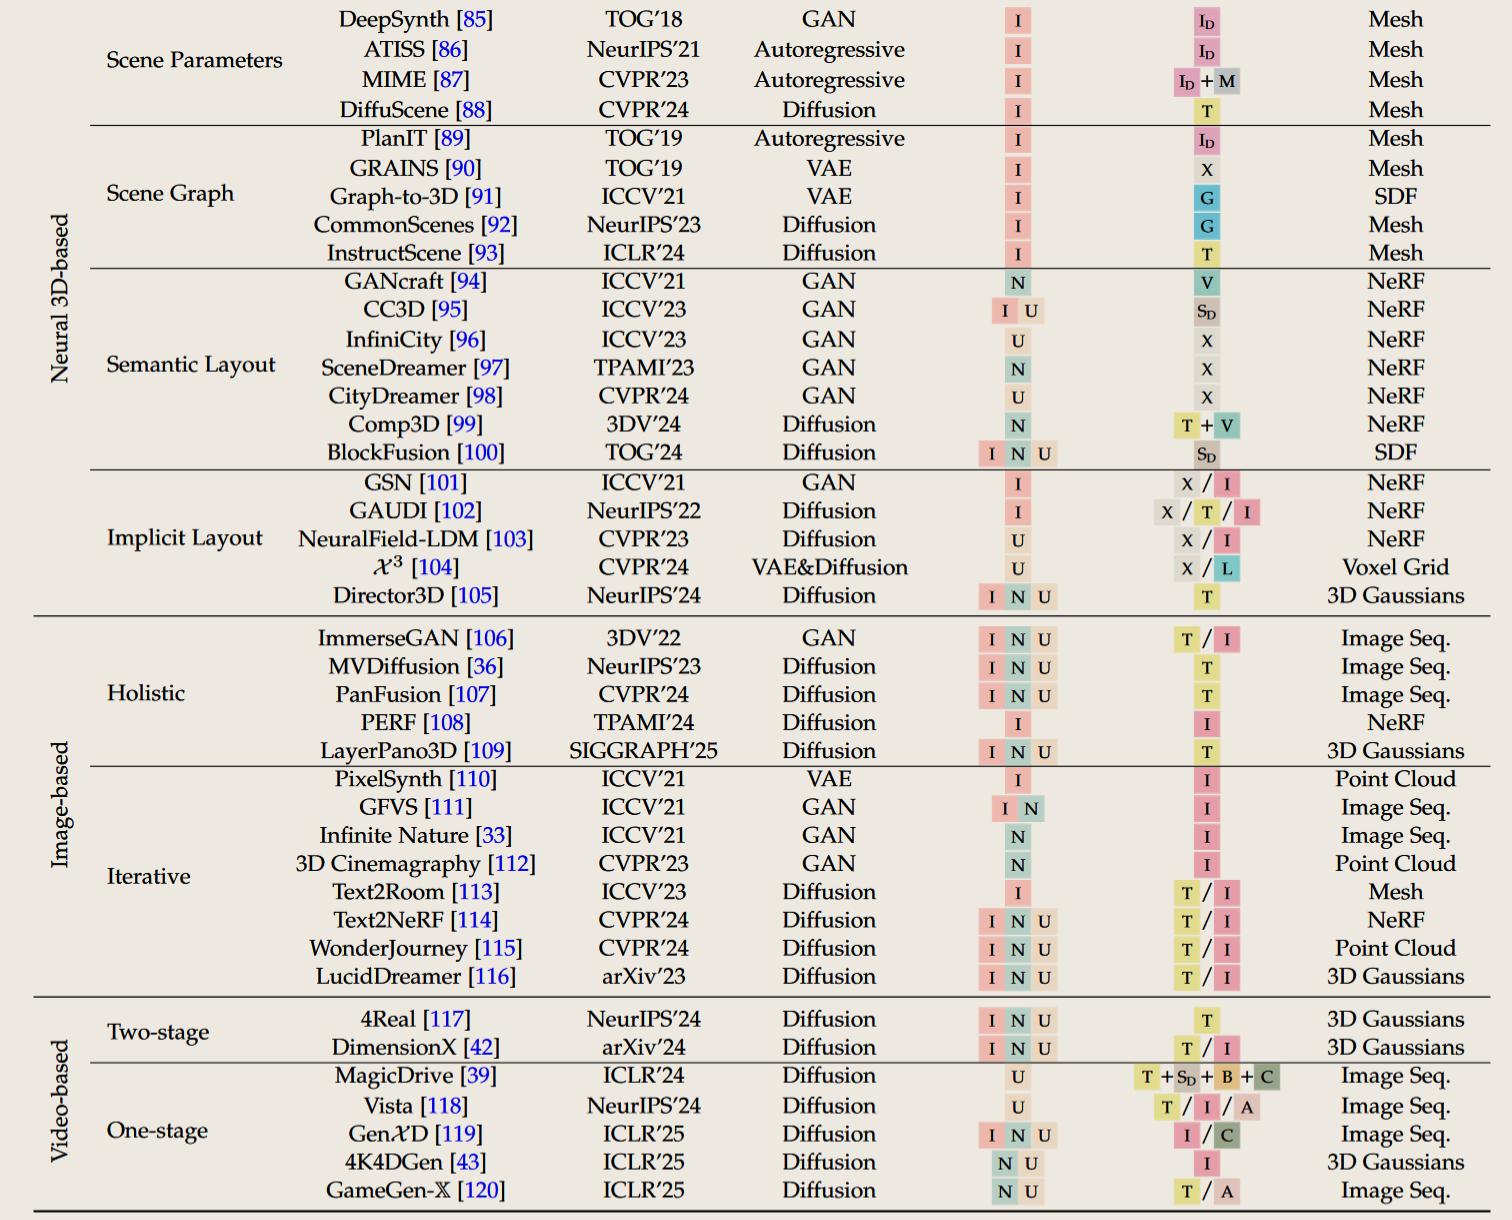 DeepSynth [85] TOG'18 GAN I I_D Mesh
Scene Parameters
ATISS [86] NeurIPS'21 Autoregressive I I_D Mesh
MIME [87] CVPR'23 Autoregressive I I_D + M Mesh
DiffuScene [88] CVPR'24 Diffusion I T Mesh
Neural 3D-based
PlanIT [89] TOG'19 Autoregressive I I_D Mesh
GRAINS [90] TOG'19 VAE I X Mesh
Scene Graph
Graph-to-3D [91] ICCV'21 VAE I G SDF
CommonScenes [92] NeurIPS'23 Diffusion I G Mesh
InstructScene [93] ICLR'24 Diffusion I T Mesh
GANcraft [94] ICCV'21 GAN N V NeRF
CC3D [95] ICCV'23 GAN I U S_D NeRF
InfiniCity [96] ICCV'23 GAN U X NeRF
Semantic Layout
SceneDreamer [97] TPAMI'23 GAN N X NeRF
CityDreamer [98] CVPR'24 GAN U X NeRF
Comp3D [99] 3DV'24 Diffusion N T + V NeRF
BlockFusion [100] TOG'24 Diffusion I N U S_D SDF
GSN [101] ICCV'21 GAN I X / I NeRF
GAUDI [102] NeurIPS'22 Diffusion I X / T / I NeRF
Implicit Layout
NeuralField-LDM [103] CVPR'23 Diffusion U X / I NeRF
𝒳³ [104] CVPR'24 VAE&Diffusion U X / L Voxel Grid
Director3D [105] NeurIPS'24 Diffusion I N U T 3D Gaussians
Image-based
ImmerseGAN [106] 3DV'22 GAN I N U T / I Image Seq.
MVDiffusion [36] NeurIPS'23 Diffusion I N U T Image Seq.
Holistic
PanFusion [107] CVPR'24 Diffusion I N U T Image Seq.
PERF [108] TPAMI'24 Diffusion I I NeRF
LayerPano3D [109] SIGGRAPH'25 Diffusion I N U T 3D Gaussians
PixelSynth [110] ICCV'21 VAE I I Point Cloud
GFVS [111] ICCV'21 GAN I N I Image Seq.
Infinite Nature [33] ICCV'21 GAN N I Image Seq.
3D Cinemagraphy [112] CVPR'23 GAN N I Point Cloud
Iterative
Text2Room [113] ICCV'23 Diffusion I T / I Mesh
Text2NeRF [114] CVPR'24 Diffusion I N U T / I NeRF
WonderJourney [115] CVPR'24 Diffusion I N U T / I Point Cloud
LucidDreamer [116] arXiv'23 Diffusion I N U T / I 3D Gaussians
Video-based
Two-stage
4Real [117] NeurIPS'24 Diffusion I N U T 3D Gaussians
DimensionX [42] arXiv'24 Diffusion I N U T / I 3D Gaussians
MagicDrive [39] ICLR'24 Diffusion U T + S_D + B + C Image Seq.
Vista [118] NeurIPS'24 Diffusion U T / I / A Image Seq.
One-stage
Gen𝒳D [119] ICLR'25 Diffusion I N U I / C Image Seq.
4K4DGen [43] ICLR'25 Diffusion N U I 3D Gaussians
GameGen-𝕏 [120] ICLR'25 Diffusion N U T / A Image Seq.